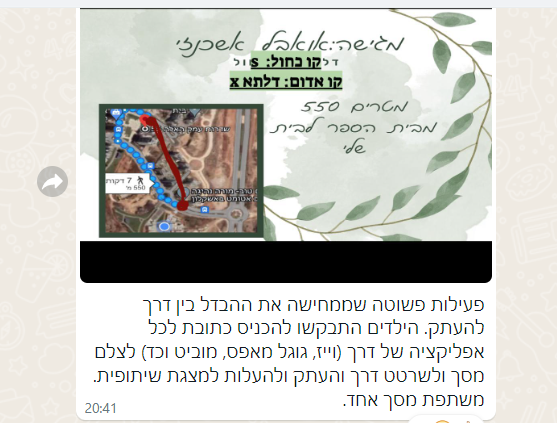 מגישה: אנאבל אשכנזי
קו כחול: s
קו אדום: דלתא x
550 מטרים
מבית הספר לבית
שלי
בית
7 דקות
550 מ'
פעילות פשוטה שממחישה את ההבדל בין דרך
להעתק. הילדים התבקשו להכניס כתובת לכל
אפליקציה של דרך (וייז, גוגל מאפס, מוביט וכד) לצלם
מסך ולשרטט דרך והעתק ולהעלות למצגת שיתופית.
משתפת מסך אחד.
20:41